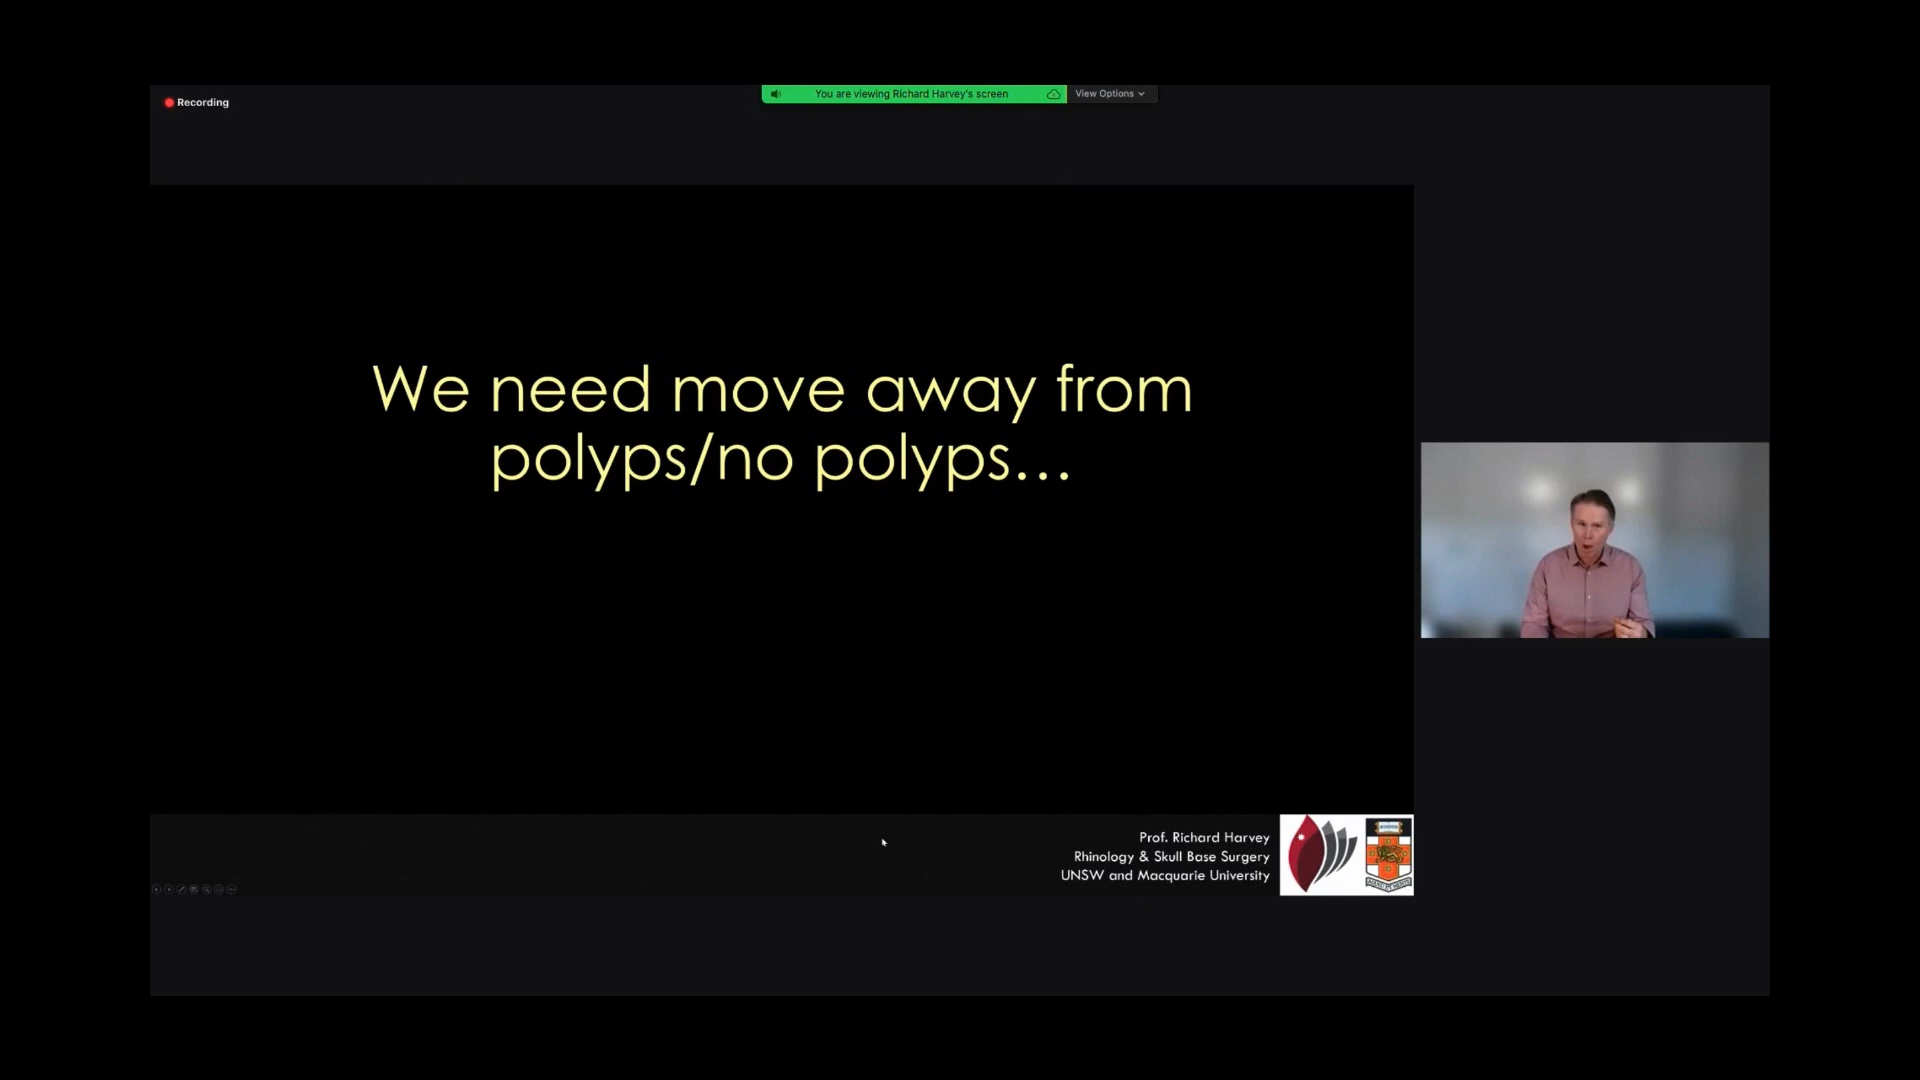 Recording
You are viewing Richard Harvey's screen
View Options
We need move away from
polyps/no polyps...
Prof. Richard Harvey
Rhinology & Skull Base Surgery
UNSW and Macquarie University